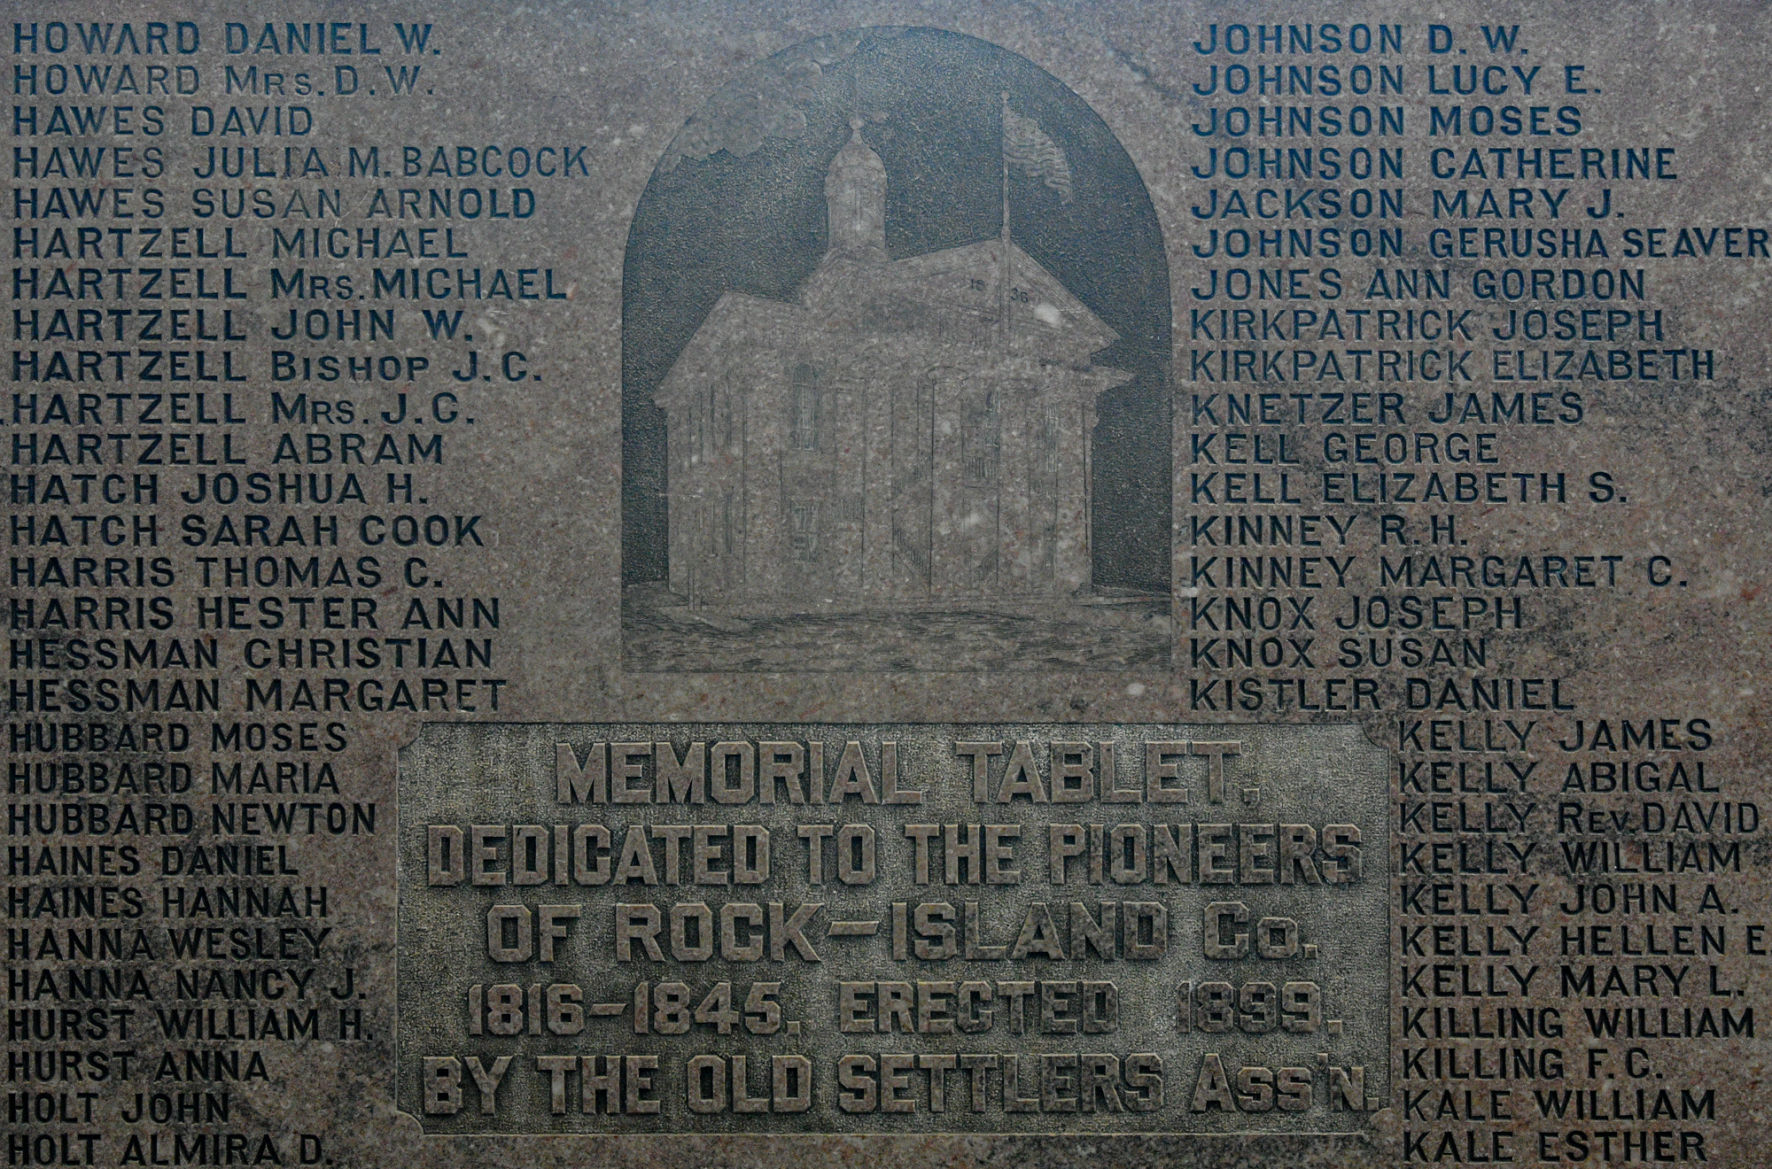 HOWARD DANIEL W.
HOWARD MRS. D. W.
HAWES DAVID
HAWES JULIA M. BABCOCK
HAWES SUSAN ARNOLD
HARTZELL MICHAEL
HARTZELL MRS. MICHAEL
HARTZELL JOHN W.
HARTZELL BISHOP J. C.
HARTZELL MRS. J. C.
HARTZELL ABRAM
HATCH JOSHUA H.
HATCH SARAH COOK
HARRIS THOMAS C.
HARRIS HESTER ANN
HESSMAN CHRISTIAN
HESSMAN MARGARET
HUBBARD MOSES
HUBBARD MARIA
HUBBARD NEWTON
HAINES DANIEL
HAINES HANNAH
HANNA WESLEY
HANNA NANCY J.
HURST WILLIAM H.
HURST ANNA
HOLT JOHN
HOLT ALMIRA D.
1836
MEMORIAL TABLET,
DEDICATED TO THE PIONEERS
OF ROCK-ISLAND Co.
1816-1845. ERECTED 1899,
BY THE OLD SETTLERS ASS'N.
JOHNSON D. W.
JOHNSON LUCY E.
JOHNSON MOSES
JOHNSON CATHERINE
JACKSON MARY J.
JOHNSON GERUSHA SEAVER
JONES ANN GORDON
KIRKPATRICK JOSEPH
KIRKPATRICK ELIZABETH
KNETZER JAMES
KELL GEORGE
KELL ELIZABETH S.
KINNEY R. H.
KINNEY MARGARET C.
KNOX JOSEPH
KNOX SUSAN
KISTLER DANIEL
KELLY JAMES
KELLY ABIGAL
KELLY REV. DAVID
KELLY WILLIAM
KELLY JOHN A.
KELLY HELLEN E.
KELLY MARY L.
KILLING WILLIAM
KILLING F. C.
KALE WILLIAM
KALE ESTHER